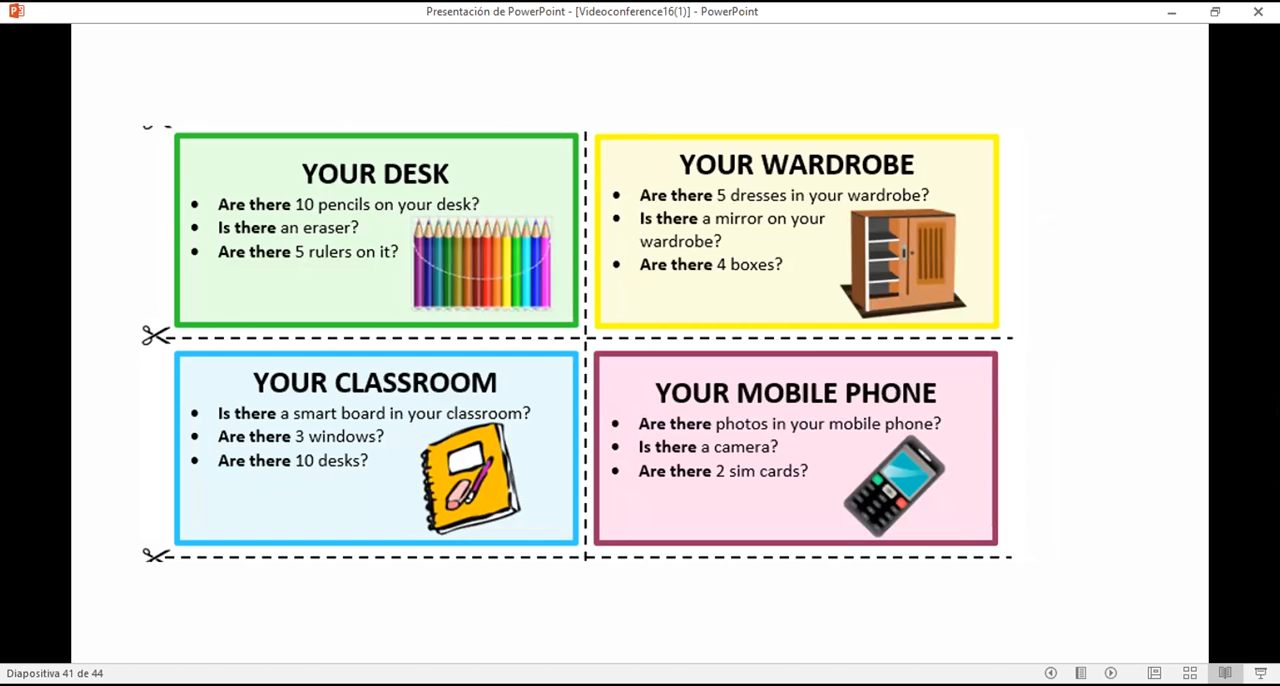 Presentación de PowerPoint - [Videoconference16(1)] - PowerPoint
YOUR DESK
• Are there 10 pencils on your desk?
• Is there an eraser?
• Are there 5 rulers on it?
YOUR WARDROBE
• Are there 5 dresses in your wardrobe?
• Is there a mirror on your
wardrobe?
• Are there 4 boxes?
YOUR CLASSROOM
• Is there a smart board in your classroom?
• Are there 3 windows?
• Are there 10 desks?
YOUR MOBILE PHONE
• Are there photos in your mobile phone?
• Is there a camera?
• Are there 2 sim cards?
Diapositiva 41 de 44